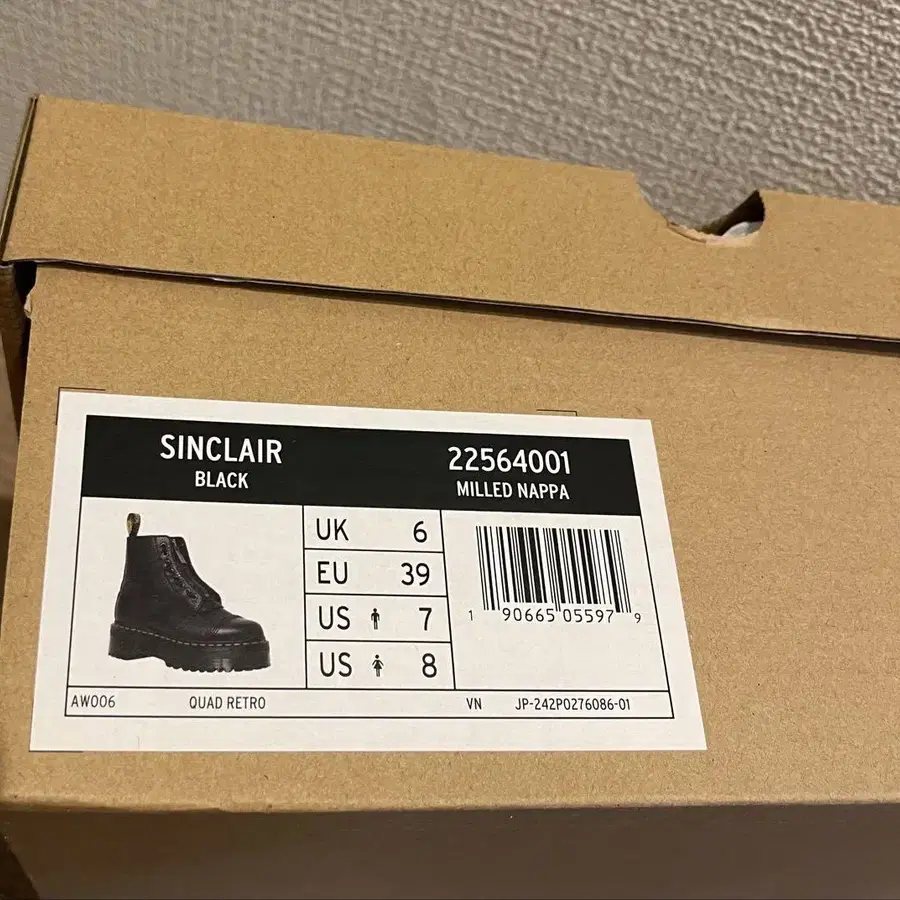 SINCLAIR
BLACK
22564001
MILLED NAPPA
UK 6
EU 39
US 7
US 8
1 90665 05597 9
AW006 QUAD RETRO VN JP-242P0276086-01